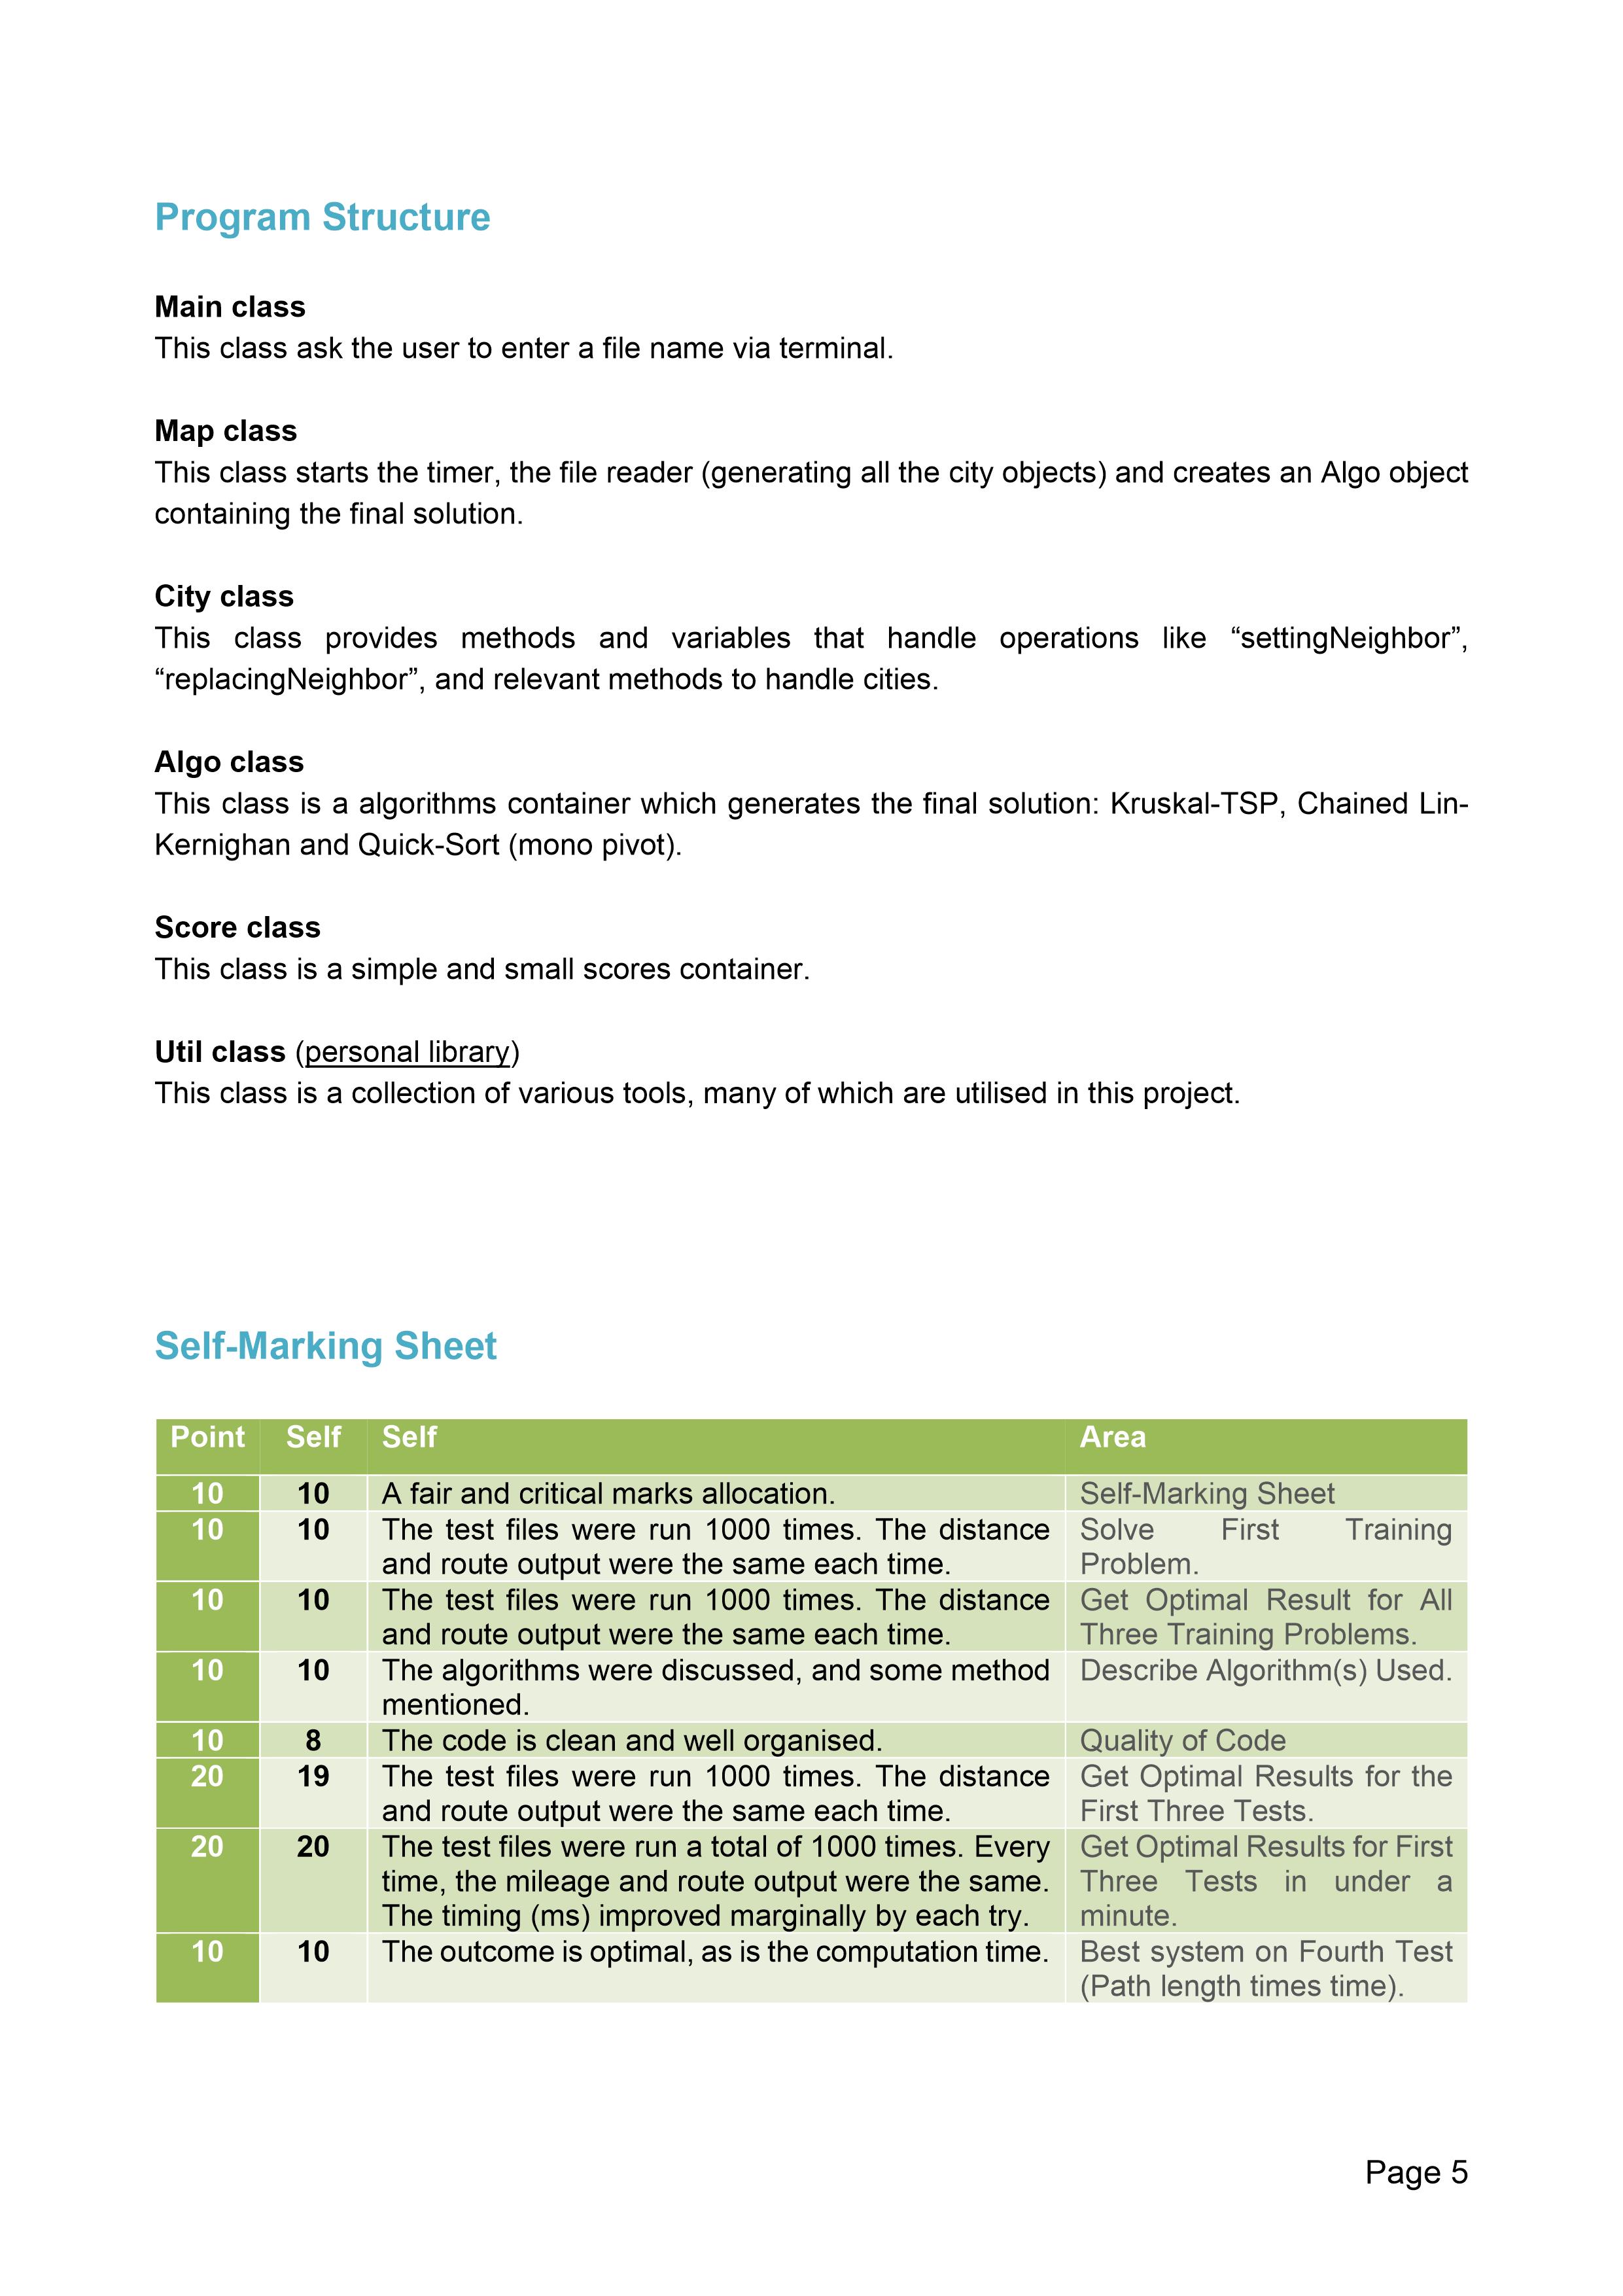 Program Structure
Main class
This class ask the user to enter a file name via terminal.
Map class
This class starts the timer, the file reader (generating all the city objects) and creates an Algo object
containing the final solution.
City class
This class provides methods and variables that handle operations like “settingNeighbor”,
“replacingNeighbor”, and relevant methods to handle cities.
Algo class
This class is a algorithms container which generates the final solution: Kruskal-TSP, Chained Lin-
Kernighan and Quick-Sort (mono pivot).
Score class
This class is a simple and small scores container.
Util class (personal library)
This class is a collection of various tools, many of which are utilised in this project.
Self-Marking Sheet
Point Self Self Area
10 10 A fair and critical marks allocation. Self-Marking Sheet
10 10 The test files were run 1000 times. The distance Solve First Training
and route output were the same each time. Problem.
10 10 The test files were run 1000 times. The distance Get Optimal Result for All
and route output were the same each time. Three Training Problems.
10 10 The algorithms were discussed, and some method Describe Algorithm(s) Used.
mentioned.
10 8 The code is clean and well organised. Quality of Code
20 19 The test files were run 1000 times. The distance Get Optimal Results for the
and route output were the same each time. First Three Tests.
20 20 The test files were run a total of 1000 times. Every Get Optimal Results for First
time, the mileage and route output were the same. Three Tests in under a
The timing (ms) improved marginally by each try. minute.
10 10 The outcome is optimal, as is the computation time. Best system on Fourth Test
(Path length times time).
Page 5